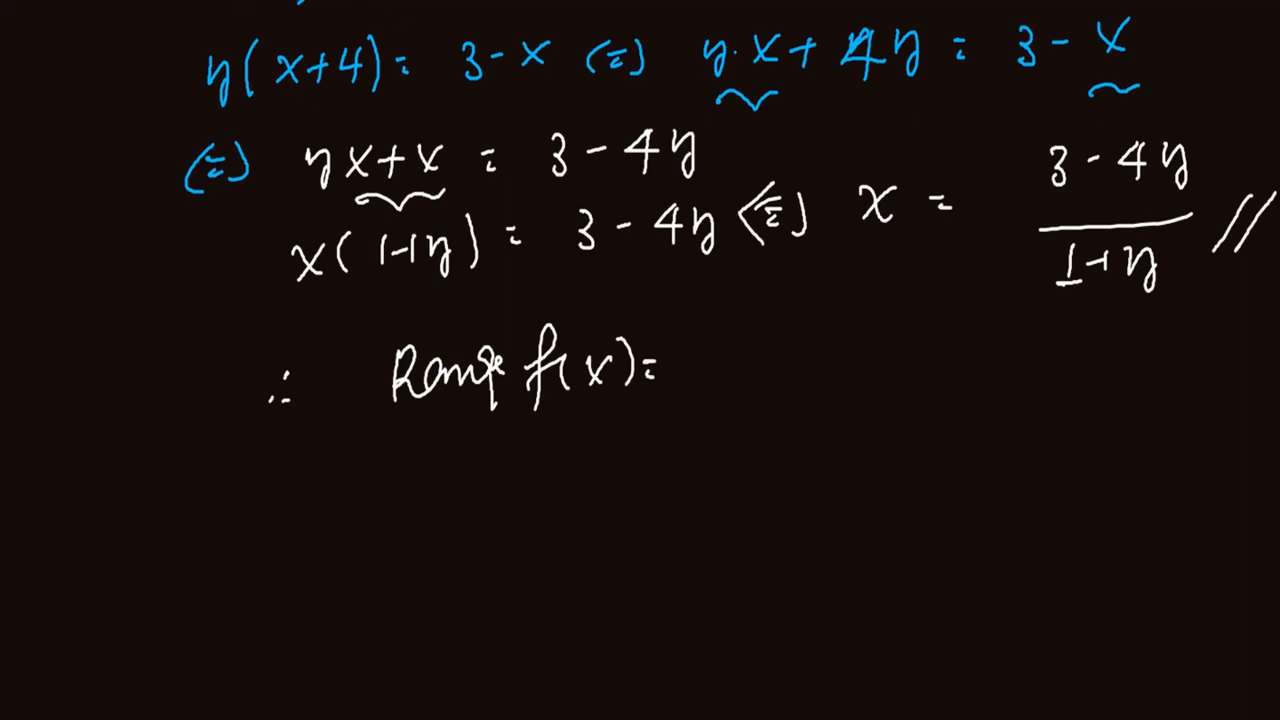 y(x+4) = 3-x (=) y.x + 4y = 3-x
(=) yx+x = 3-4y
x(1+y) = 3-4y (=) x = 3-4y / 1+y //
∴ Range f(x) =